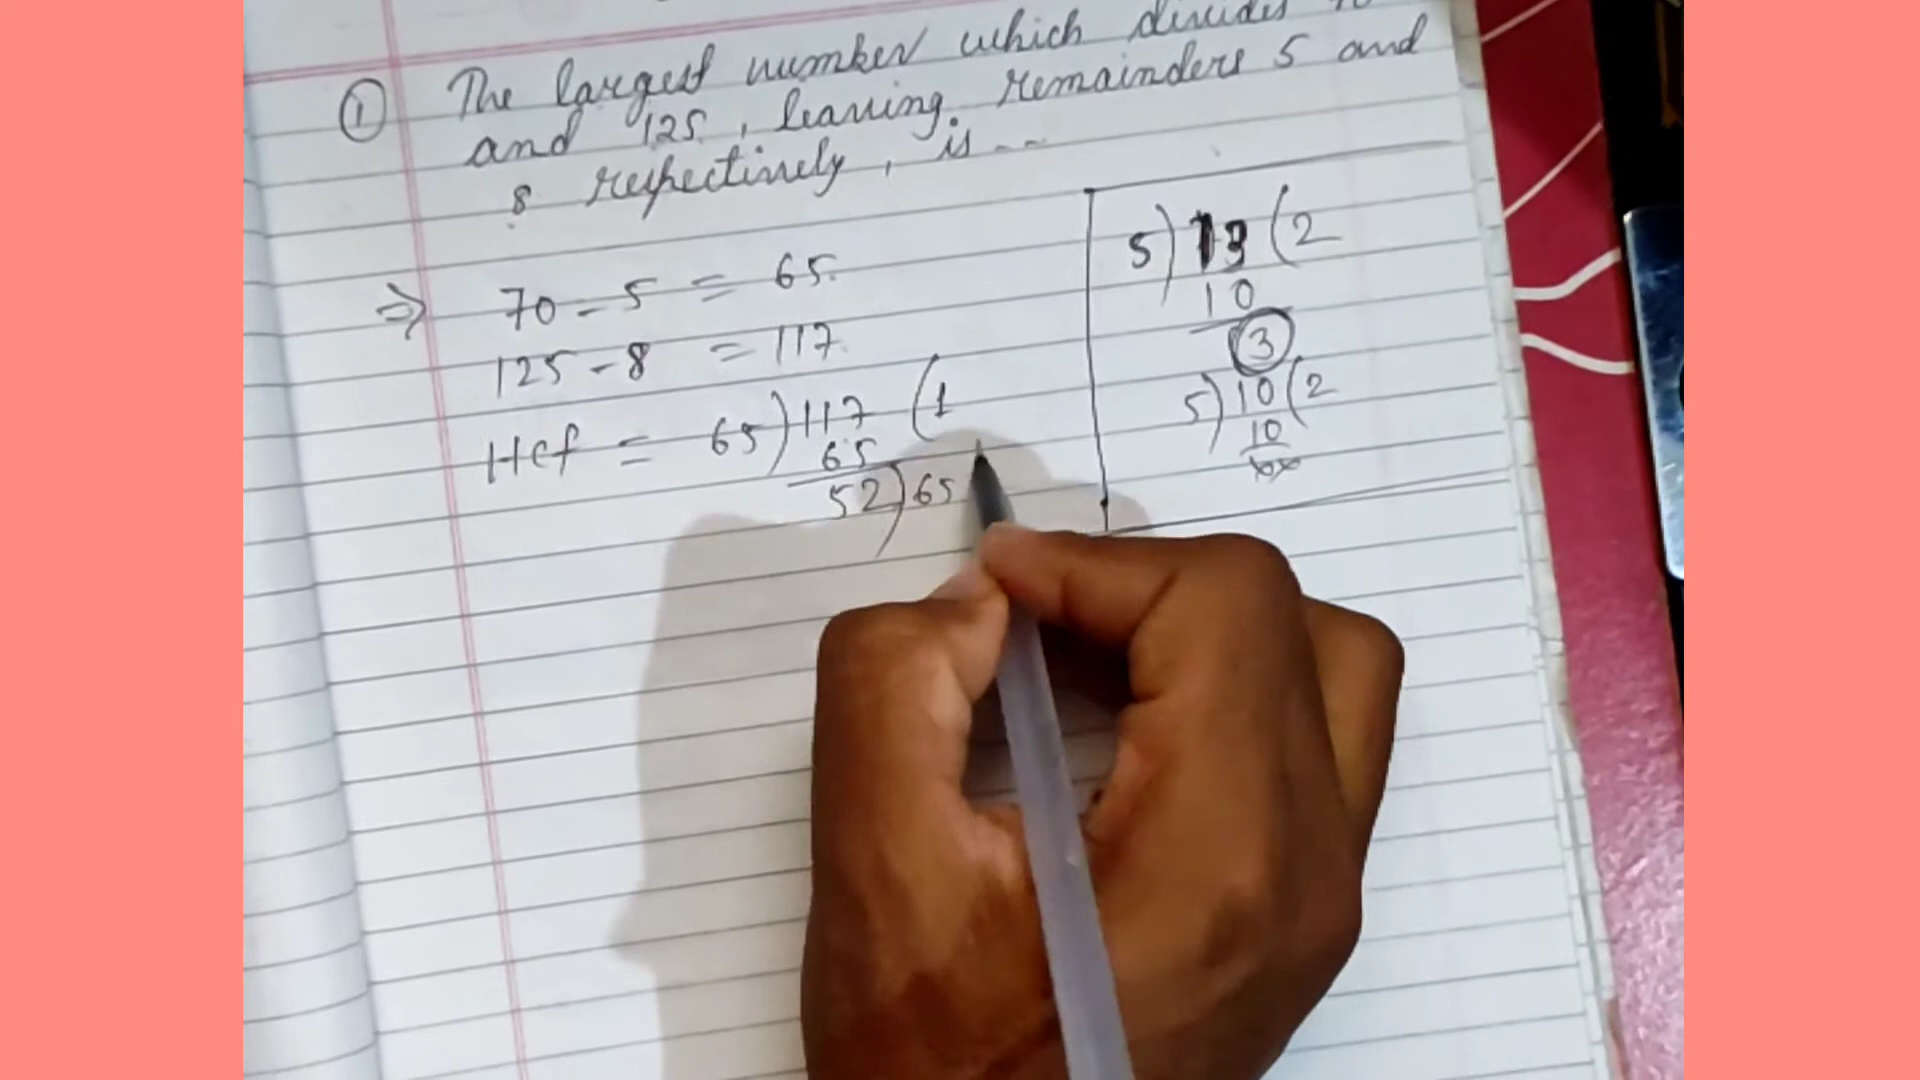 ① The largest number which divides 70
and 125, leaving remainders 5 and
8 respectively, is --
⇒ 70 - 5 = 65.
125 - 8 = 117.
Hcf = 65) 117 (1
65
52) 65
5) 13 (2
10
3
5) 10 (2
10